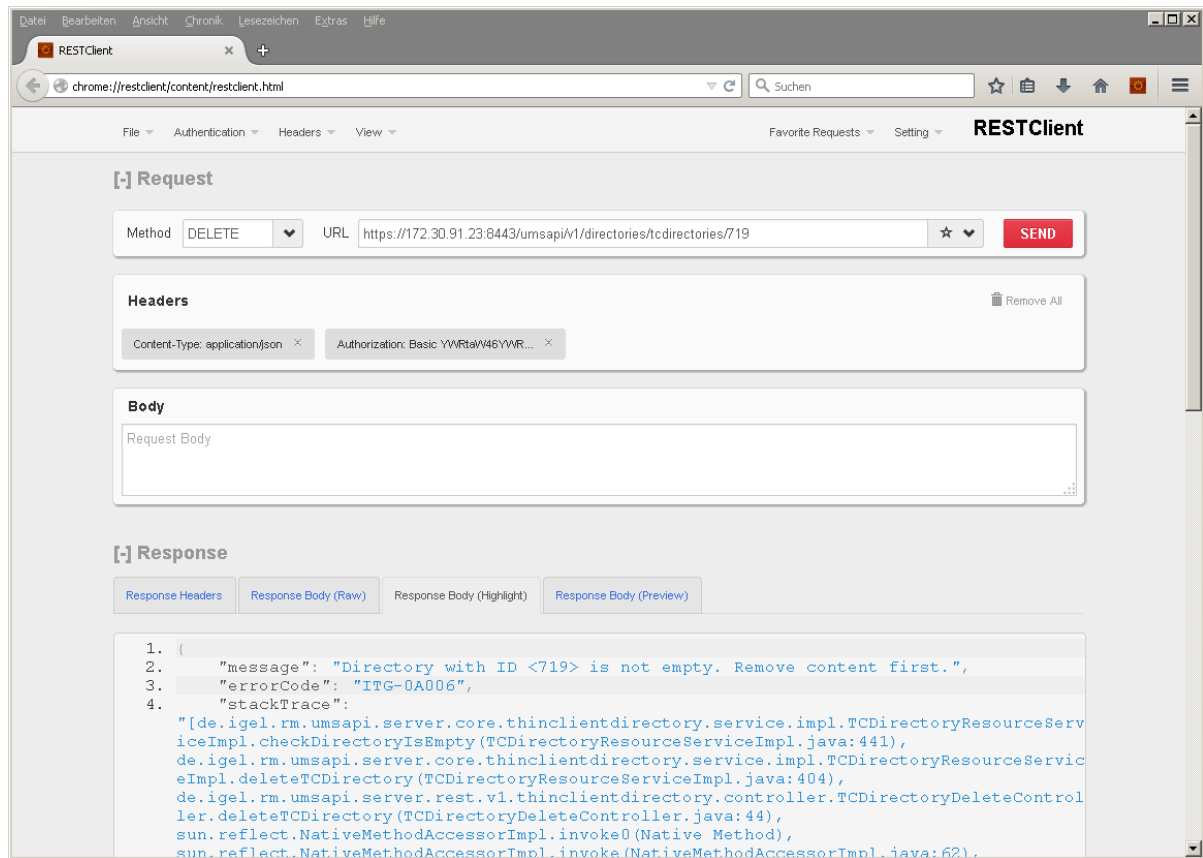 Datei Bearbeiten Ansicht Chronik Lesezeichen Extras Hilfe
RESTClient
chrome://restclient/content/restclient.html
Suchen
File Authentication Headers View Favorite Requests Setting RESTClient
[-] Request
Method DELETE URL https://172.30.91.23:8443/umsapi/v1/directories/tcdirectories/719 SEND
Headers Remove All
Content-Type: application/json Authorization: Basic YWRtaW46YWR...
Body
Request Body
[-] Response
Response Headers Response Body (Raw) Response Body (Highlight) Response Body (Preview)
1. {
2. "message": "Directory with ID <719> is not empty. Remove content first.",
3. "errorCode": "ITG-0A006",
4. "stackTrace":
"[de.igel.rm.umsapi.server.core.thinclientdirectory.service.impl.TCDirectoryResourceServ
iceImpl.checkDirectoryIsEmpty(TCDirectoryResourceServiceImpl.java:441),
de.igel.rm.umsapi.server.core.thinclientdirectory.service.impl.TCDirectoryResourceServic
eImpl.deleteTCDirectory(TCDirectoryResourceServiceImpl.java:404),
de.igel.rm.umsapi.server.rest.v1.thinclientdirectory.controller.TCDirectoryDeleteControl
ler.deleteTCDirectory(TCDirectoryDeleteController.java:44),
sun.reflect.NativeMethodAccessorImpl.invoke0(Native Method),
sun.reflect.NativeMethodAccessorImpl.invoke(NativeMethodAccessorImpl.java:62),